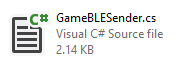 C#
GameBLESender.cs
Visual C# Source file
2.14 KB